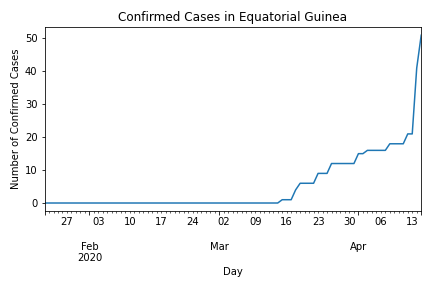 Confirmed Cases in Equatorial Guinea
Number of Confirmed Cases
50
40
30
20
10
0
27 03 10 17 24 02 09 16 23 30 06 13
Feb Mar Apr
2020
Day